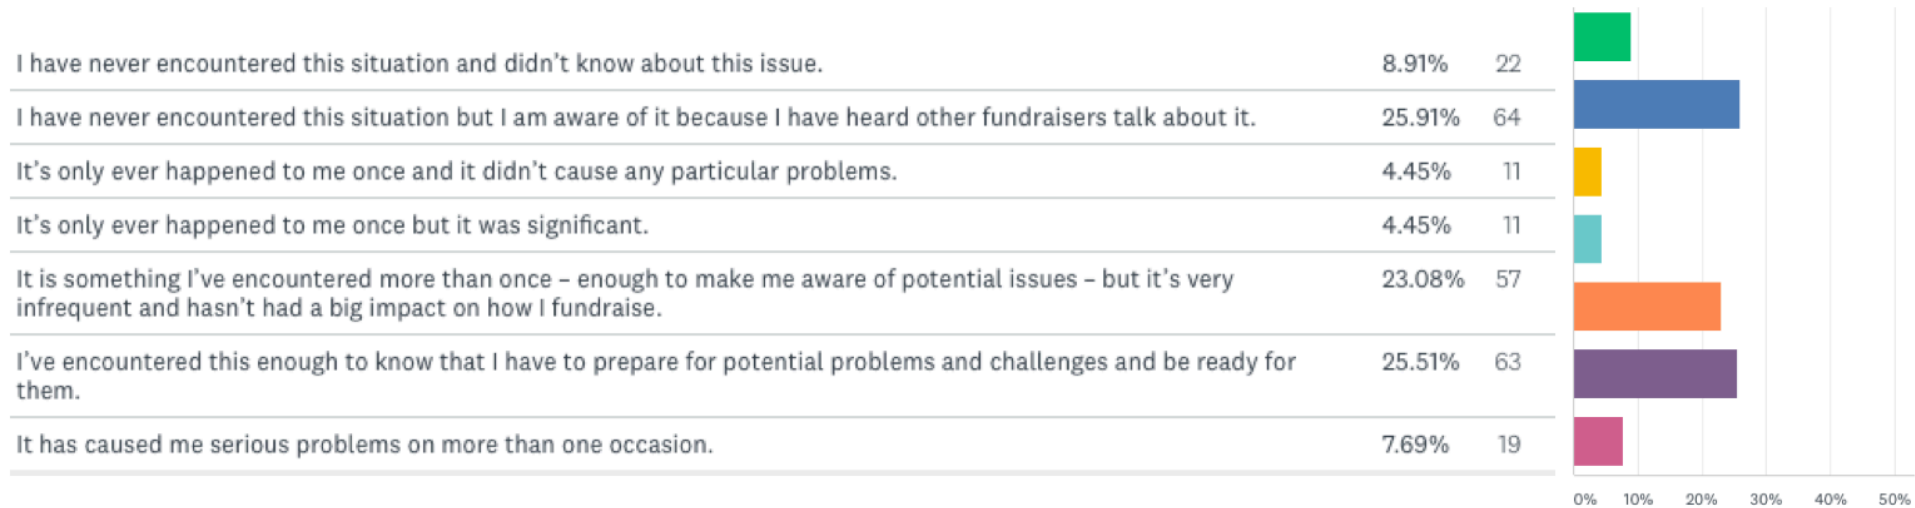 I have never encountered this situation and didn’t know about this issue. 8.91% 22
I have never encountered this situation but I am aware of it because I have heard other fundraisers talk about it. 25.91% 64
It’s only ever happened to me once and it didn’t cause any particular problems. 4.45% 11
It’s only ever happened to me once but it was significant. 4.45% 11
It is something I’ve encountered more than once – enough to make me aware of potential issues – but it’s very 23.08% 57
infrequent and hasn’t had a big impact on how I fundraise.
I’ve encountered this enough to know that I have to prepare for potential problems and challenges and be ready for 25.51% 63
them.
It has caused me serious problems on more than one occasion. 7.69% 19
0% 10% 20% 30% 40% 50%